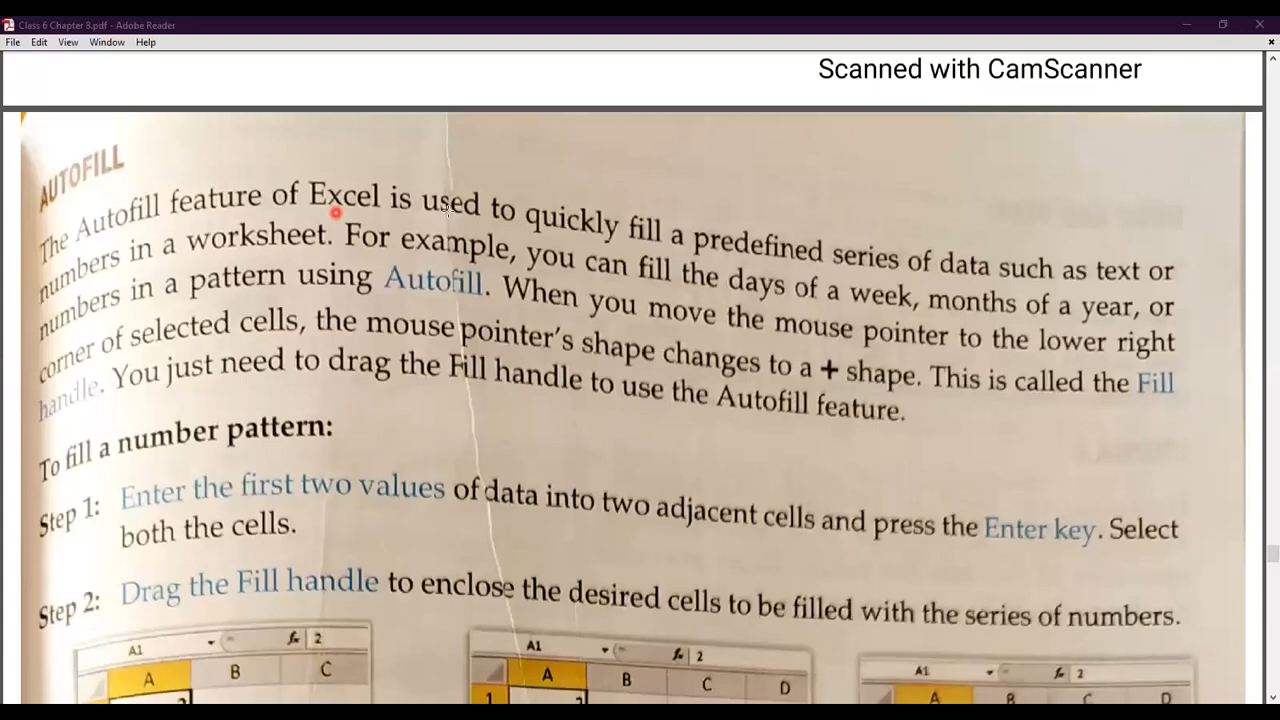 Class 6 Chapter 8.pdf - Adobe Reader
File Edit View Window Help
Scanned with CamScanner
AUTOFILL
The Autofill feature of Excel is used to quickly fill a predefined series of data such as text or
numbers in a worksheet. For example, you can fill the days of a week, months of a year, or
numbers in a pattern using Autofill. When you move the mouse pointer to the lower right
corner of selected cells, the mouse pointer's shape changes to a + shape. This is called the Fill
handle. You just need to drag the Fill handle to use the Autofill feature.
To fill a number pattern:
Step 1: Enter the first two values of data into two adjacent cells and press the Enter key. Select
both the cells.
Step 2: Drag the Fill handle to enclose the desired cells to be filled with the series of numbers.
A1 fx 2 A1 fx 2 A1 fx 2
A B C A B C D A B C D
1